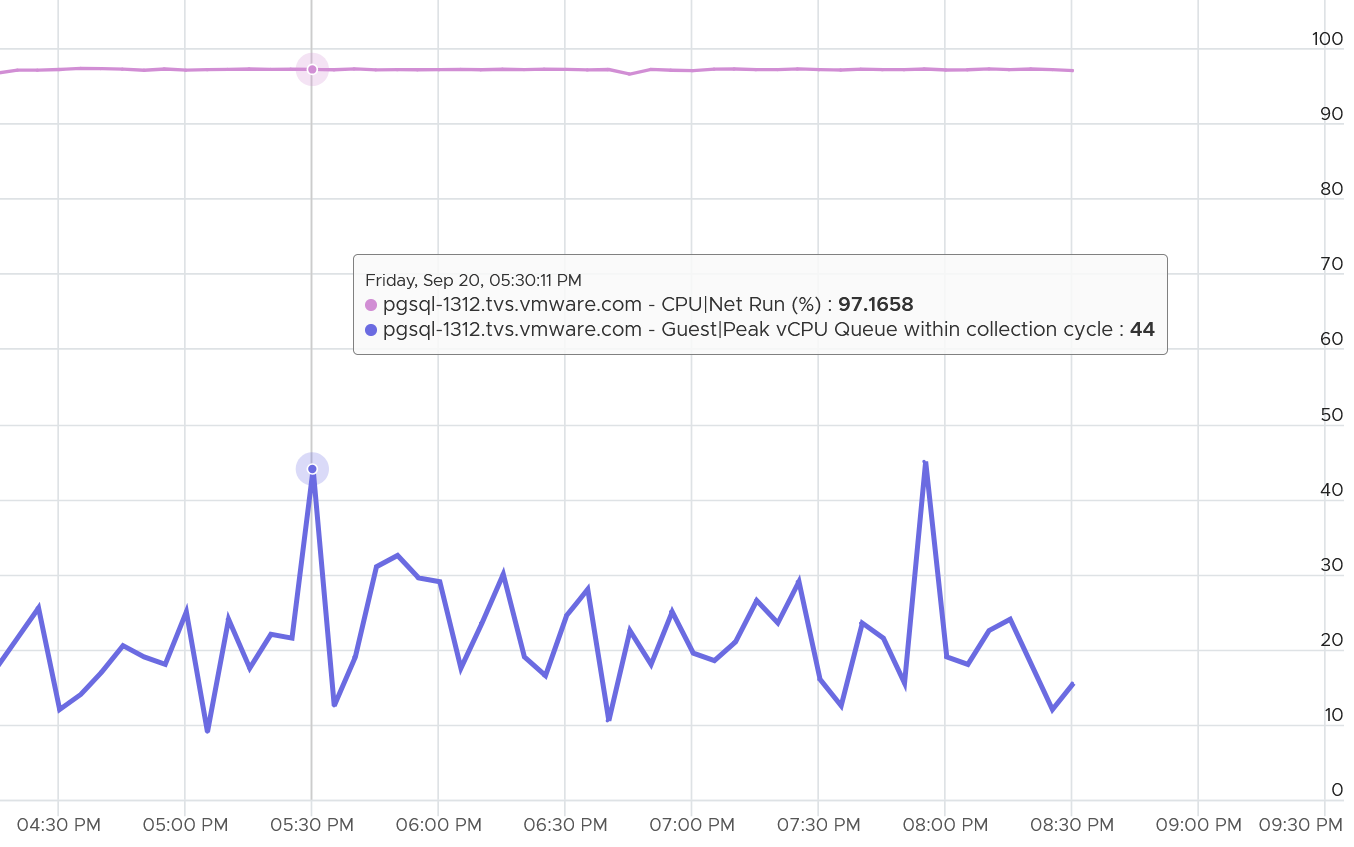 100
90
80
70
Friday, Sep 20, 05:30:11 PM
pgsql-1312.tvs.vmware.com - CPU|Net Run (%) : 97.1658
pgsql-1312.tvs.vmware.com - Guest|Peak vCPU Queue within collection cycle : 44
60
50
40
30
20
10
0
04:30 PM 05:00 PM 05:30 PM 06:00 PM 06:30 PM 07:00 PM 07:30 PM 08:00 PM 08:30 PM 09:00 PM 09:30 PM